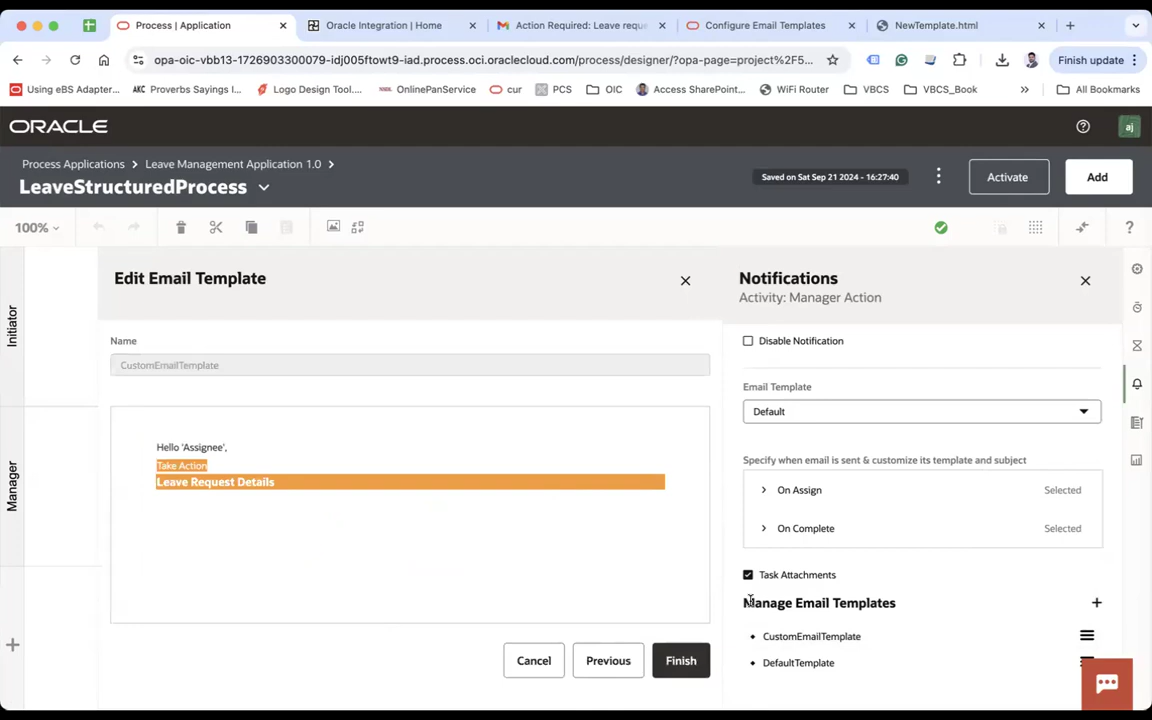 Process | Application
Oracle Integration | Home
Action Required: Leave reque
Configure Email Templates
NewTemplate.html
opa-oic-vbb13-1726903300079-idj005ftowt9-iad.process.oci.oraclecloud.com/process/designer/?opa-page=project%2F5...
Finish update
Using eBS Adapter...
AKC Proverbs Sayings I...
Logo Design Tool....
OnlinePanService
cur
PCS
OIC
Access SharePoint...
WiFi Router
VBCS
VBCS_Book
All Bookmarks
ORACLE
aj
Process Applications
Leave Management Application 1.0
LeaveStructuredProcess
Saved on Sat Sep 21 2024 - 16:27:40
Activate
Add
100%
Initiator
Manager
Edit Email Template
Name
CustomEmailTemplate
Hello 'Assignee',
Take Action
Leave Request Details
Cancel
Previous
Finish
Notifications
Activity: Manager Action
Disable Notification
Email Template
Default
Specify when email is sent & customize its template and subject
On Assign
Selected
On Complete
Selected
Task Attachments
Manage Email Templates
CustomEmailTemplate
DefaultTemplate